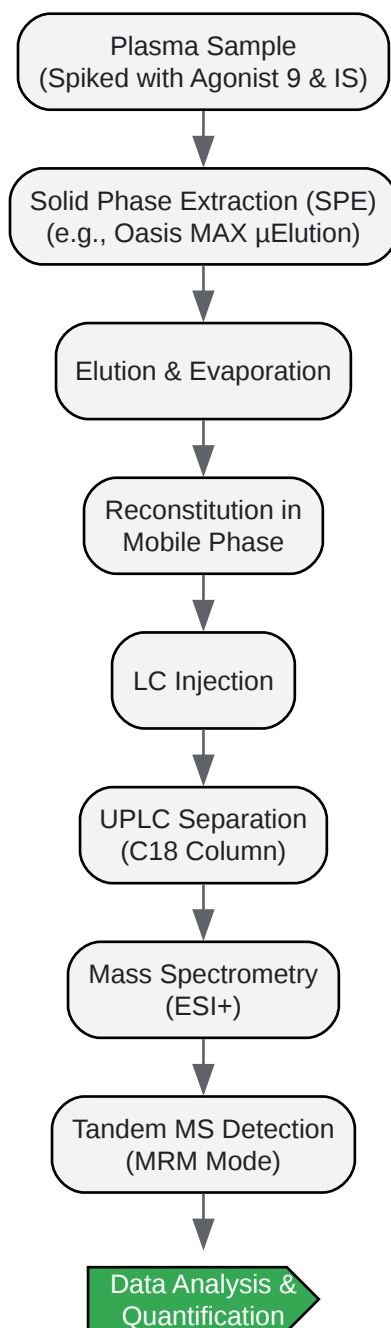 Plasma Sample
(Spiked with Agonist 9 & IS)
Solid Phase Extraction (SPE)
(e.g., Oasis MAX µElution)
Elution & Evaporation
Reconstitution in
Mobile Phase
LC Injection
UPLC Separation
(C18 Column)
Mass Spectrometry
(ESI+)
Tandem MS Detection
(MRM Mode)
Data Analysis &
Quantification